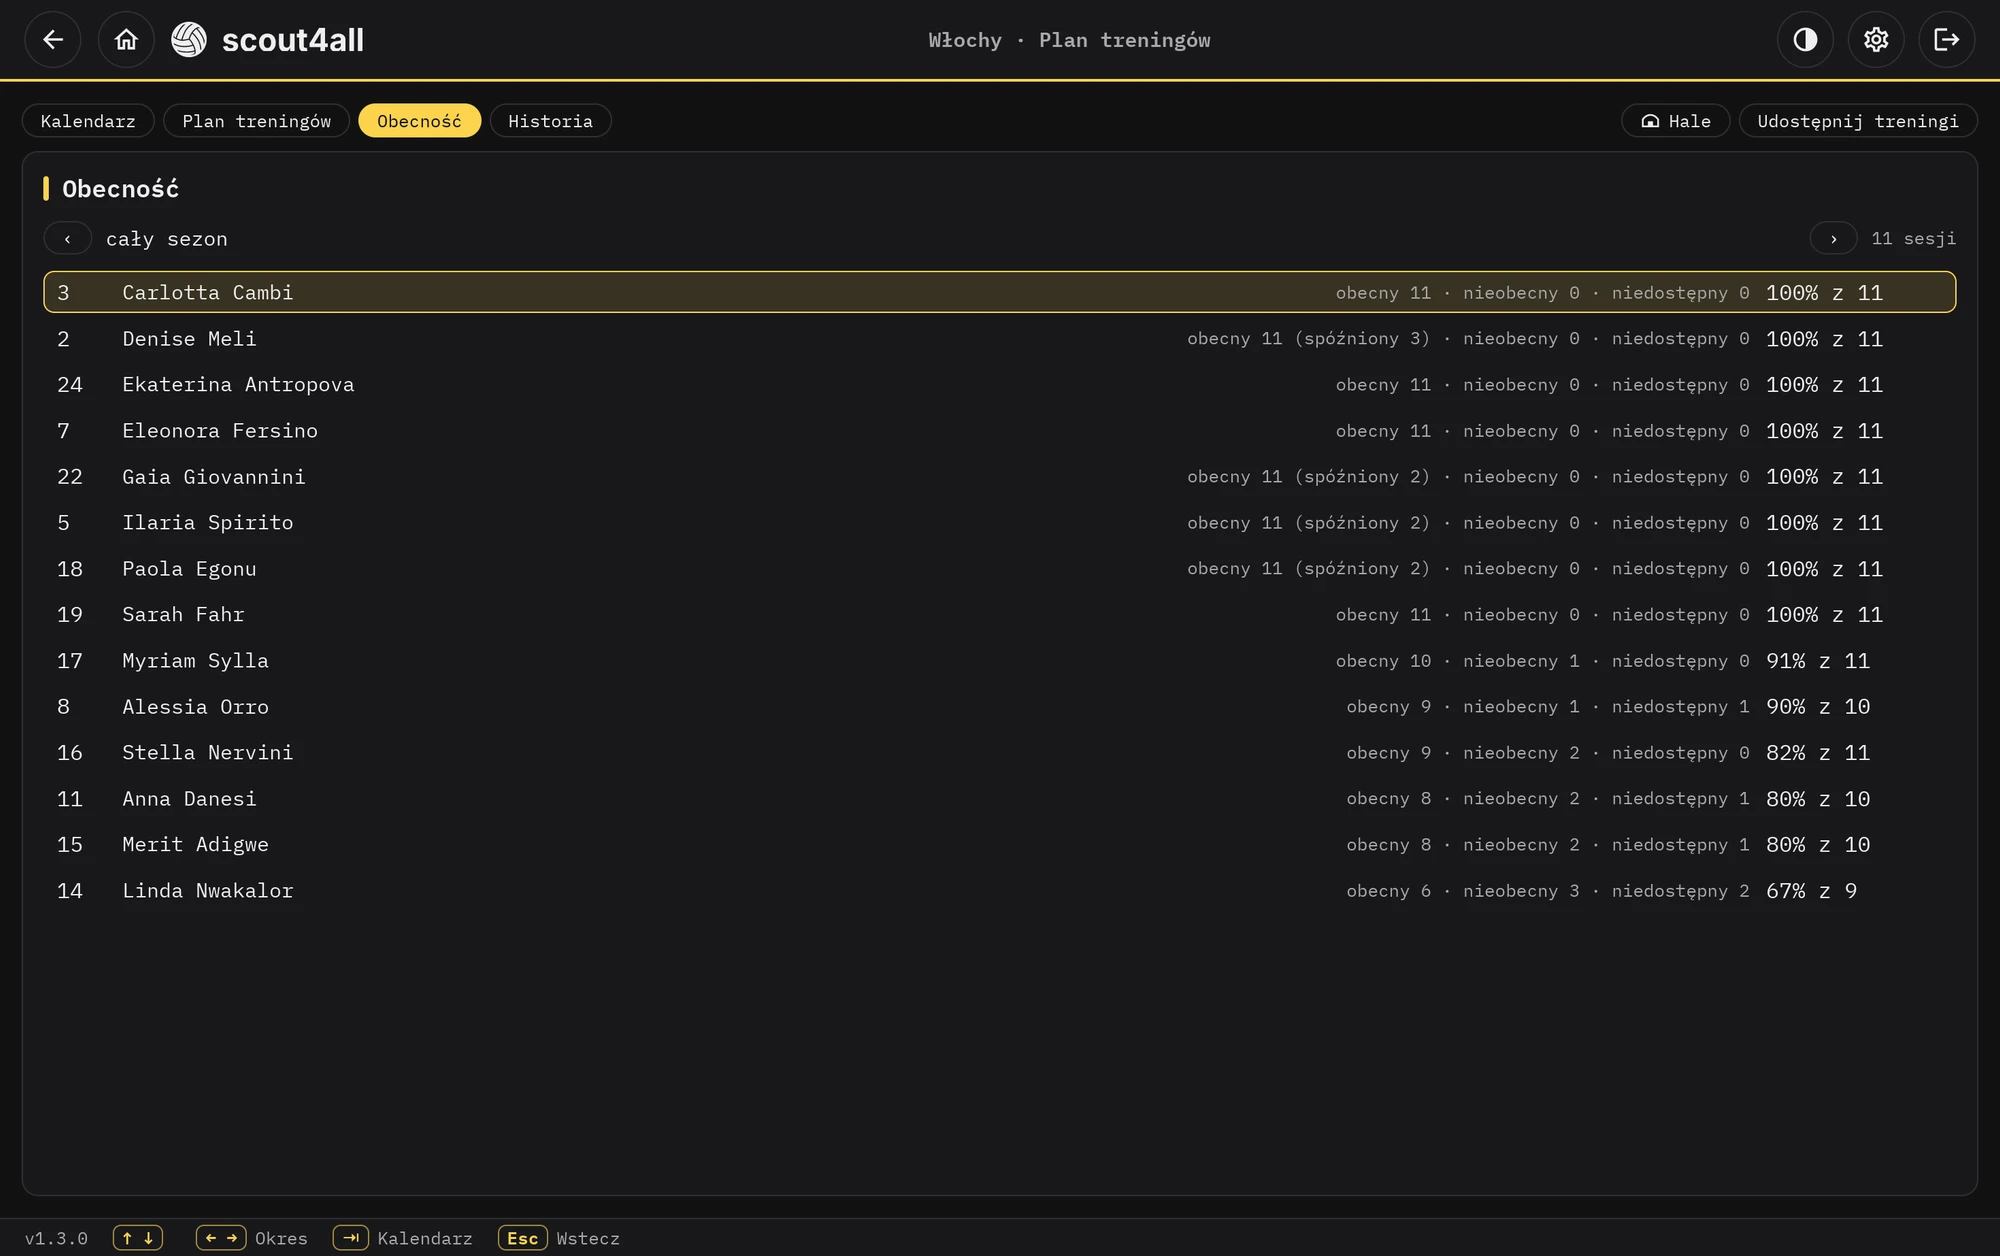 scout4all
Włochy · Plan treningów
Kalendarz Plan treningów Obecność Historia Hale Udostępnij treningi
Obecność
‹ cały sezon › 11 sesji
3 Carlotta Cambi obecny 11 · nieobecny 0 · niedostępny 0 100% z 11
2 Denise Meli obecny 11 (spóźniony 3) · nieobecny 0 · niedostępny 0 100% z 11
24 Ekaterina Antropova obecny 11 · nieobecny 0 · niedostępny 0 100% z 11
7 Eleonora Fersino obecny 11 · nieobecny 0 · niedostępny 0 100% z 11
22 Gaia Giovannini obecny 11 (spóźniony 2) · nieobecny 0 · niedostępny 0 100% z 11
5 Ilaria Spirito obecny 11 (spóźniony 2) · nieobecny 0 · niedostępny 0 100% z 11
18 Paola Egonu obecny 11 (spóźniony 2) · nieobecny 0 · niedostępny 0 100% z 11
19 Sarah Fahr obecny 11 · nieobecny 0 · niedostępny 0 100% z 11
17 Myriam Sylla obecny 10 · nieobecny 1 · niedostępny 0 91% z 11
8 Alessia Orro obecny 9 · nieobecny 1 · niedostępny 1 90% z 10
16 Stella Nervini obecny 9 · nieobecny 2 · niedostępny 0 82% z 11
11 Anna Danesi obecny 8 · nieobecny 2 · niedostępny 1 80% z 10
15 Merit Adigwe obecny 8 · nieobecny 2 · niedostępny 1 80% z 10
14 Linda Nwakalor obecny 6 · nieobecny 3 · niedostępny 2 67% z 9
v1.3.0 ↑ ↓ ← → Okres ⇥ Kalendarz Esc Wstecz